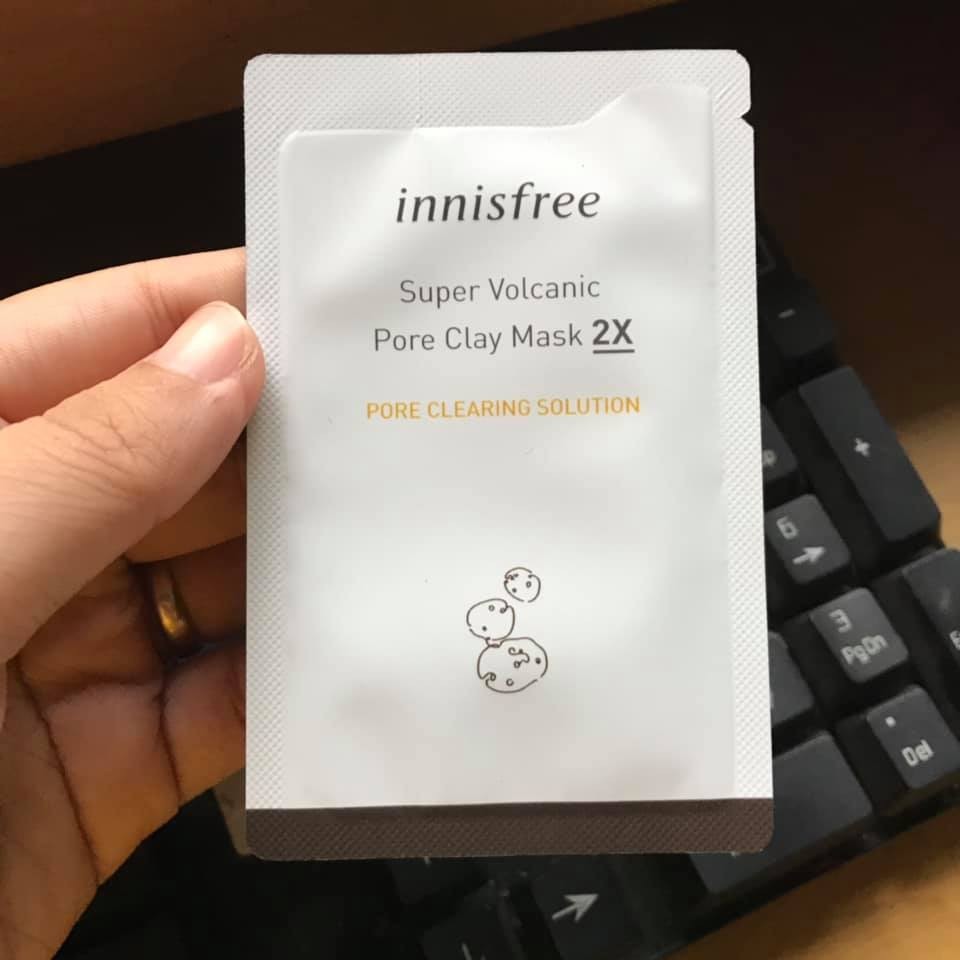 innisfree
Super Volcanic
Pore Clay Mask 2X
PORE CLEARING SOLUTION
-
+
6
3
PgDn
.
Del